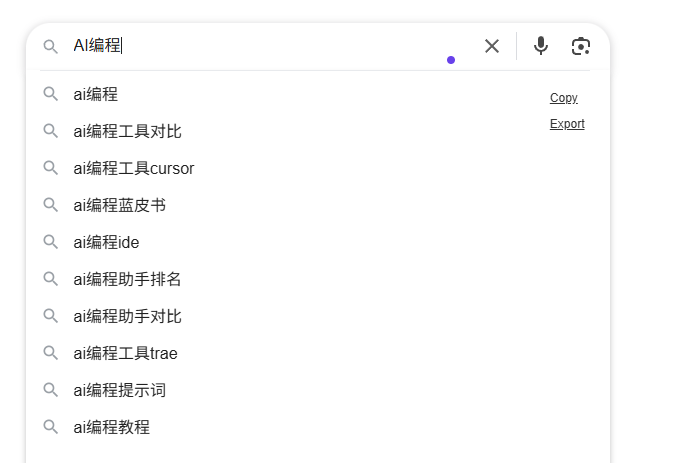 AI编程
ai编程
Copy
ai编程工具对比
Export
ai编程工具cursor
ai编程蓝皮书
ai编程ide
ai编程助手排名
ai编程助手对比
ai编程工具trae
ai编程提示词
ai编程教程